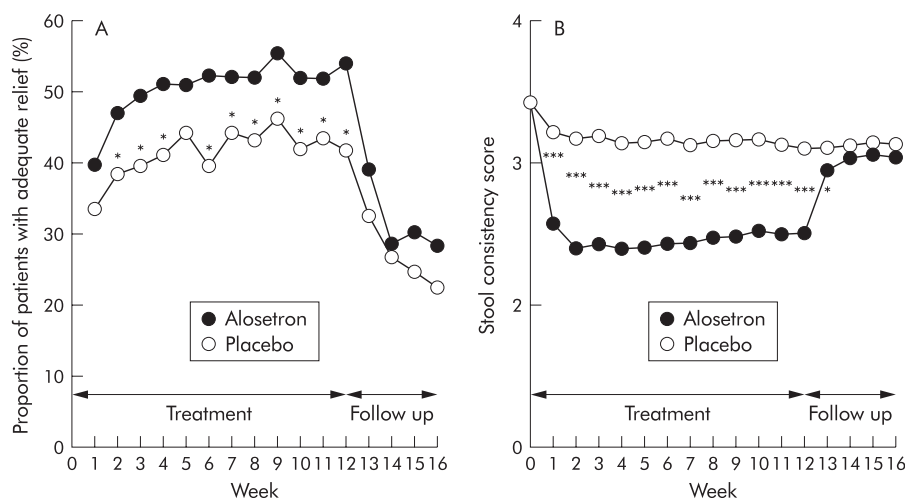 A
Proportion of patients with adequate relief (%)
60
50
40
30
20
10
0
* * * * * * * * * *
Alosetron
Placebo
Treatment
Follow up
0 1 2 3 4 5 6 7 8 9 10 11 12 13 14 15 16
Week
B
Stool consistency score
4
3
2
0
*** *** *** *** *** *** *** *** *** *** *** *** *
Alosetron
Placebo
Treatment
Follow up
0 1 2 3 4 5 6 7 8 9 10 11 12 13 14 15 16
Week